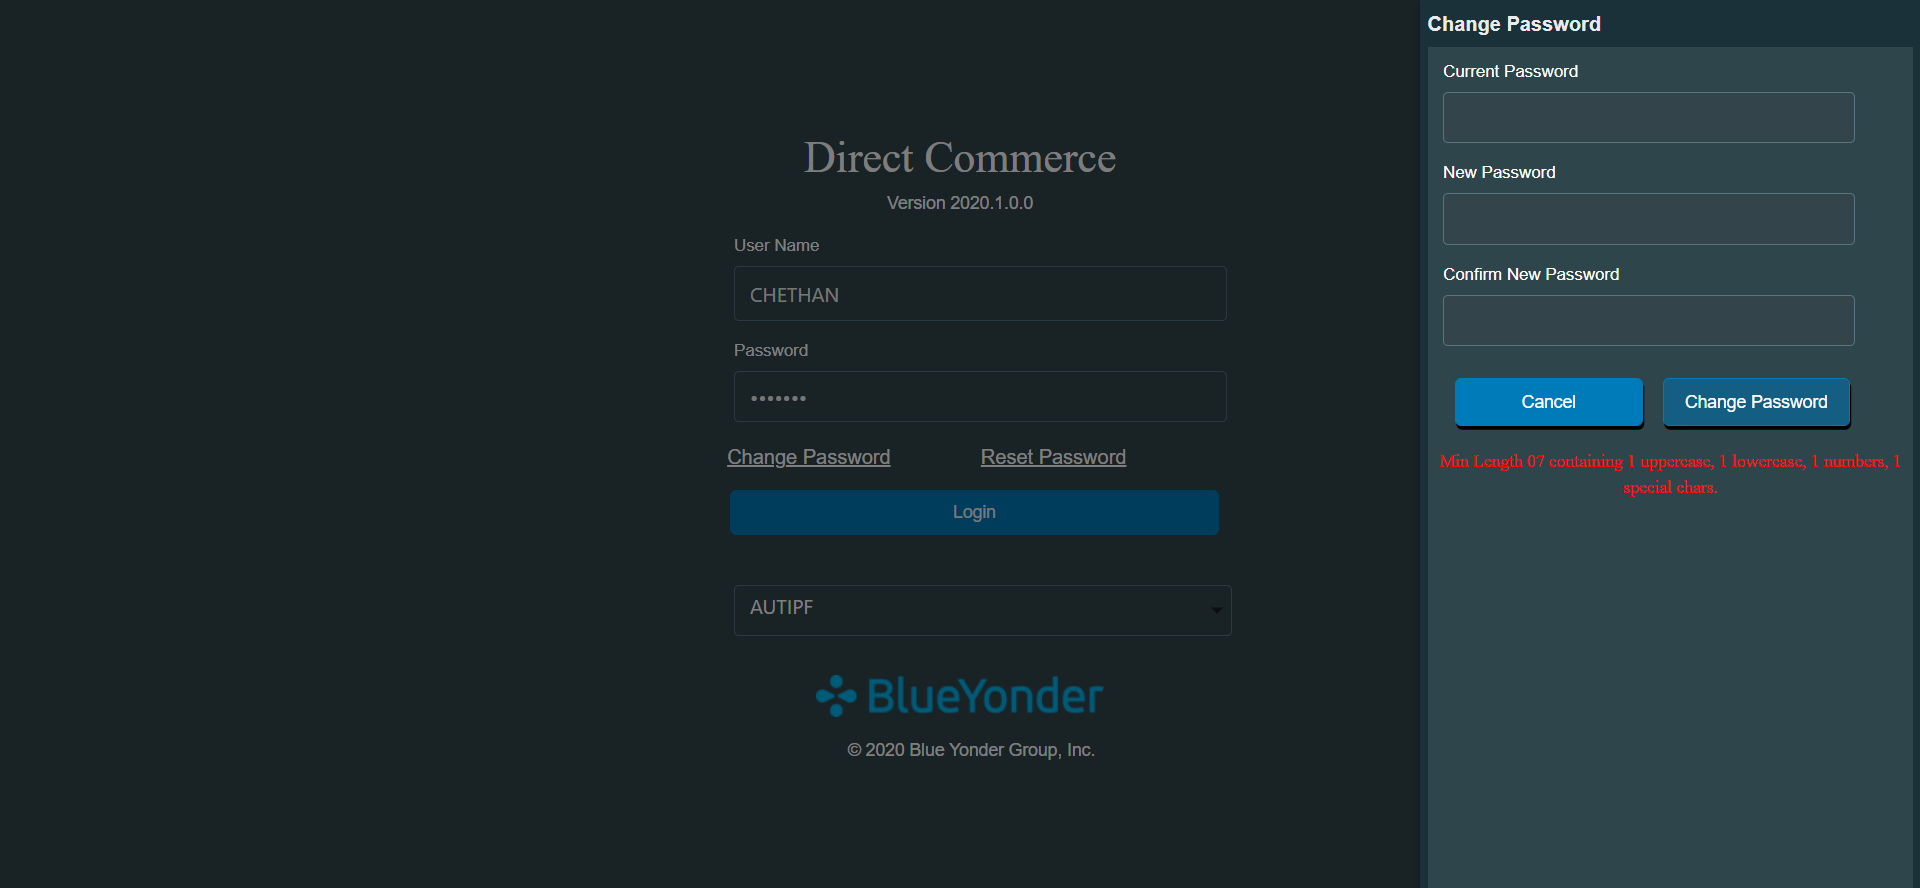 Direct Commerce
Version 2020.1.0.0
User Name
CHETHAN
Password
•••••••
Change Password
Reset Password
Login
AUTIPF
BlueYonder
© 2020 Blue Yonder Group, Inc.
Change Password
Current Password
New Password
Confirm New Password
Cancel
Change Password
Min Length 07 containing 1 uppercase, 1 lowercase, 1 numbers, 1
special chars.